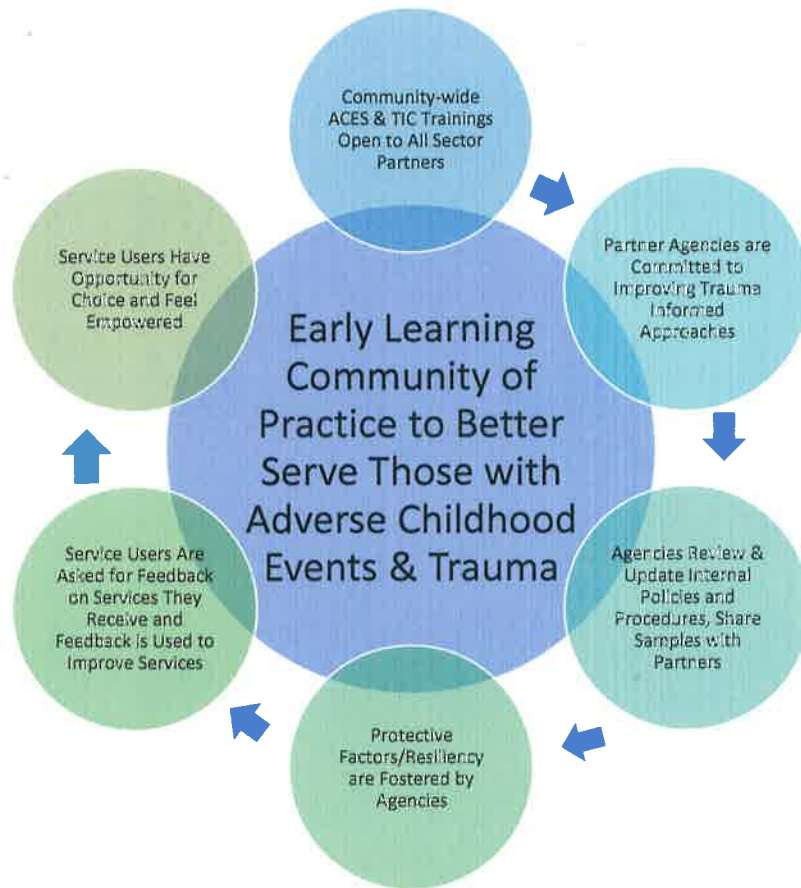 Community-wide
ACES & TIC Trainings
Open to All Sector
Partners
Partner Agencies are
Committed to
Improving Trauma
Informed
Approaches
Agencies Review &
Update Internal
Policies and
Procedures, Share
Samples with
Partners
Protective
Factors/Resiliency
are Fostered by
Agencies
Service Users Are
Asked for Feedback
on Services They
Receive and
Feedback is Used to
Improve Services
Service Users Have
Opportunity for
Choice and Feel
Empowered
Early Learning
Community of
Practice to Better
Serve Those with
Adverse Childhood
Events & Trauma